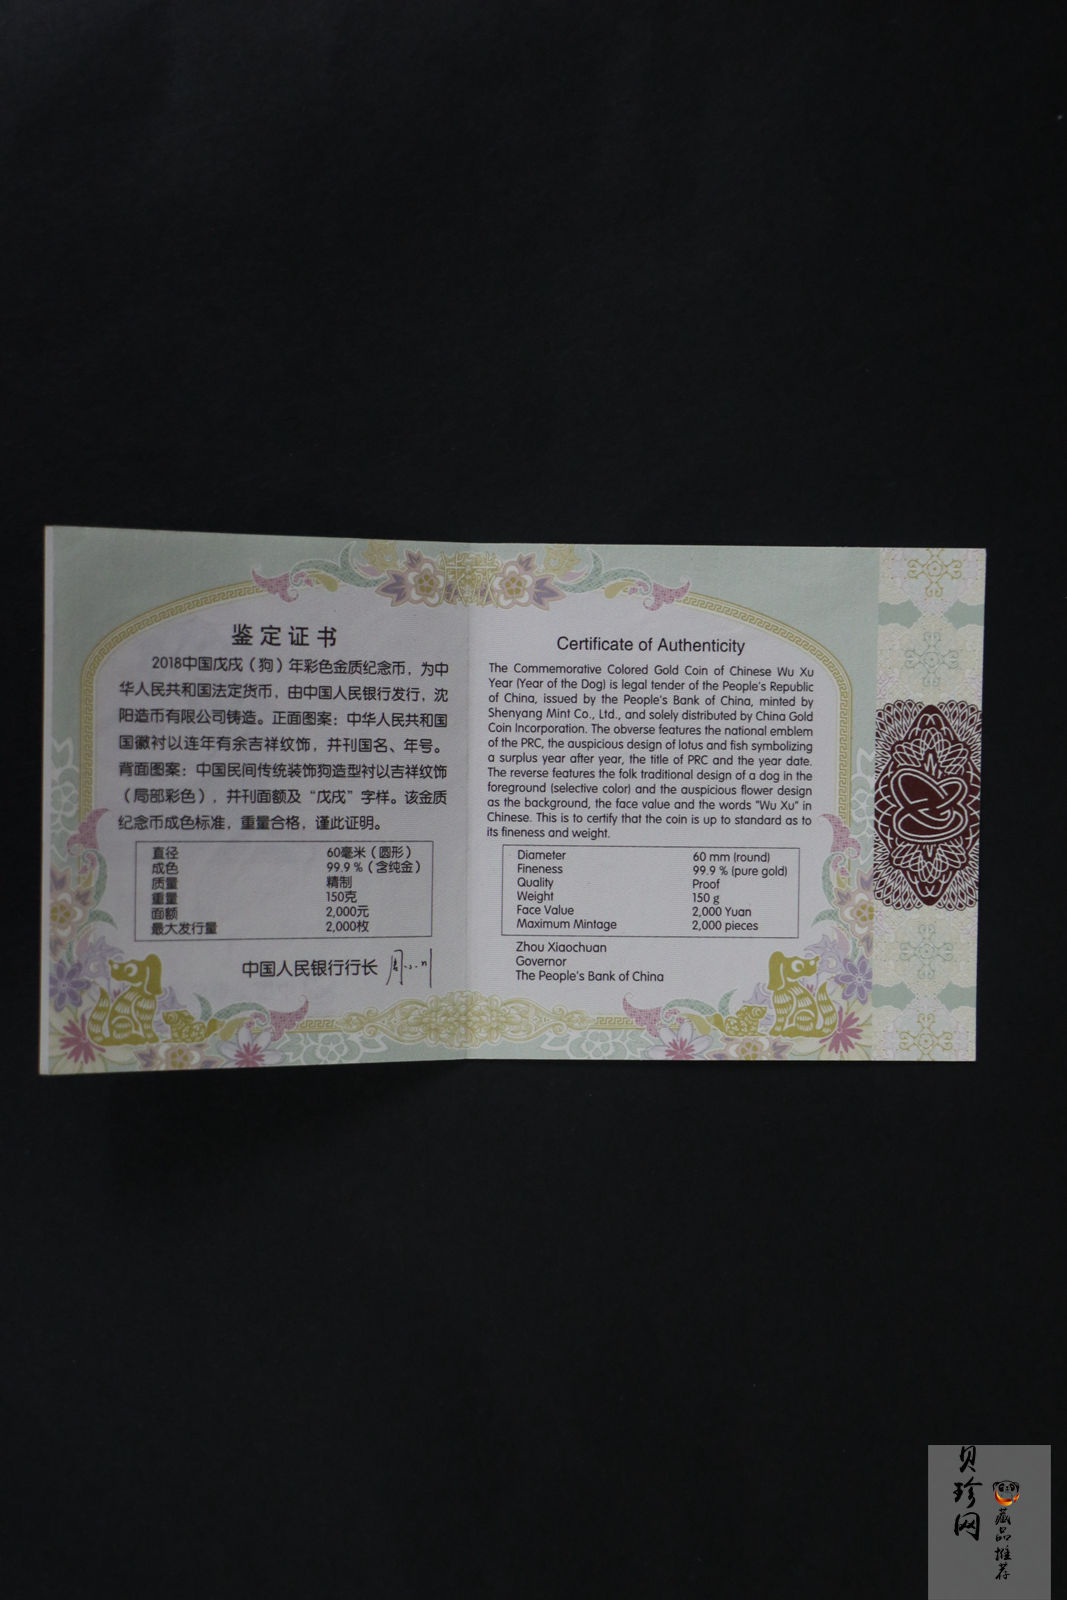 鉴定证书
2018中国戊戌（狗）年彩色金质纪念币，为中
华人民共和国法定货币，由中国人民银行发行，沈
阳造币有限公司铸造。正面图案：中华人民共和国
国徽衬以连年有余吉祥纹饰，并刊国名、年号。
背面图案：中国民间传统装饰狗造型衬以吉祥纹饰
（局部彩色），并刊面额及“戊戌”字样。该金质
纪念币成色标准，重量合格，谨此证明。
直径 60毫米（圆形）
成色 99.9 %（含纯金）
质量 精制
重量 150克
面额 2,000元
最大发行量 2,000枚
中国人民银行行长
Certificate of Authenticity
The Commemorative Colored Gold Coin of Chinese Wu Xu
Year (Year of the Dog) is legal tender of the People's Republic
of China, issued by the People's Bank of China, minted by
Shenyang Mint Co., Ltd., and solely distributed by China Gold
Coin Incorporation. The obverse features the national emblem
of the PRC, the auspicious design of lotus and fish symbolizing
a surplus year after year, the title of PRC and the year date.
The reverse features the folk traditional design of a dog in the
foreground (selective color) and the auspicious flower design
as the background, the face value and the words "Wu Xu" in
Chinese. This is to certify that the coin is up to standard as to
its fineness and weight.
Diameter 60 mm (round)
Fineness 99.9 % (pure gold)
Quality Proof
Weight 150 g
Face Value 2,000 Yuan
Maximum Mintage 2,000 pieces
Zhou Xiaochuan
Governor
The People's Bank of China
贝珍网
藏品推荐